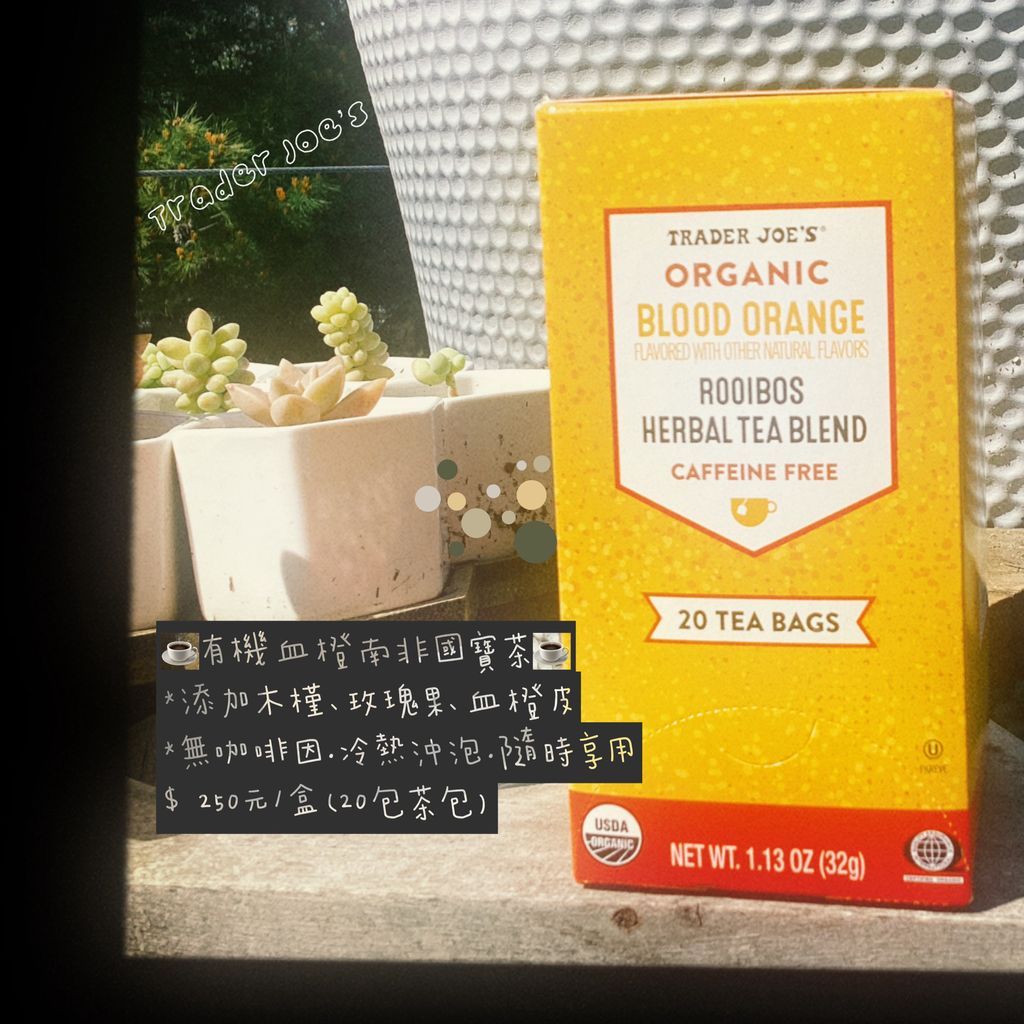 Trader Joe's
TRADER JOE'S®
ORGANIC
BLOOD ORANGE
FLAVORED WITH OTHER NATURAL FLAVORS
ROOIBOS
HERBAL TEA BLEND
CAFFEINE FREE
20 TEA BAGS
☕有機血橙南非國寶茶☕
*添加木槿、玫瑰果、血橙皮
*無咖啡因.冷熱沖泡.隨時享用
$ 250元/盒(20包茶包)
U
PAREVE
USDA
ORGANIC
NET WT. 1.13 OZ (32g)